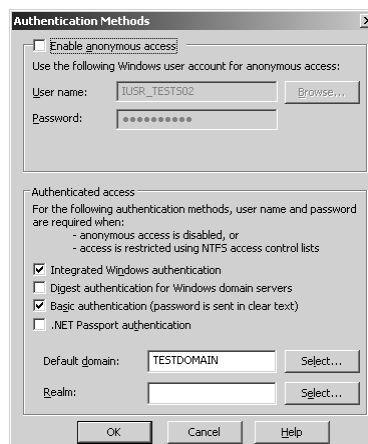 Authentication Methods
Enable anonymous access
Use the following Windows user account for anonymous access:
User name: IUSR_TESTS02 Browse...
Password: ••••••••••
Authenticated access
For the following authentication methods, user name and password
are required when:
- anonymous access is disabled, or
- access is restricted using NTFS access control lists
Integrated Windows authentication
Digest authentication for Windows domain servers
Basic authentication (password is sent in clear text)
.NET Passport authentication
Default domain: TESTDOMAIN Select...
Realm: Select...
OK Cancel Help